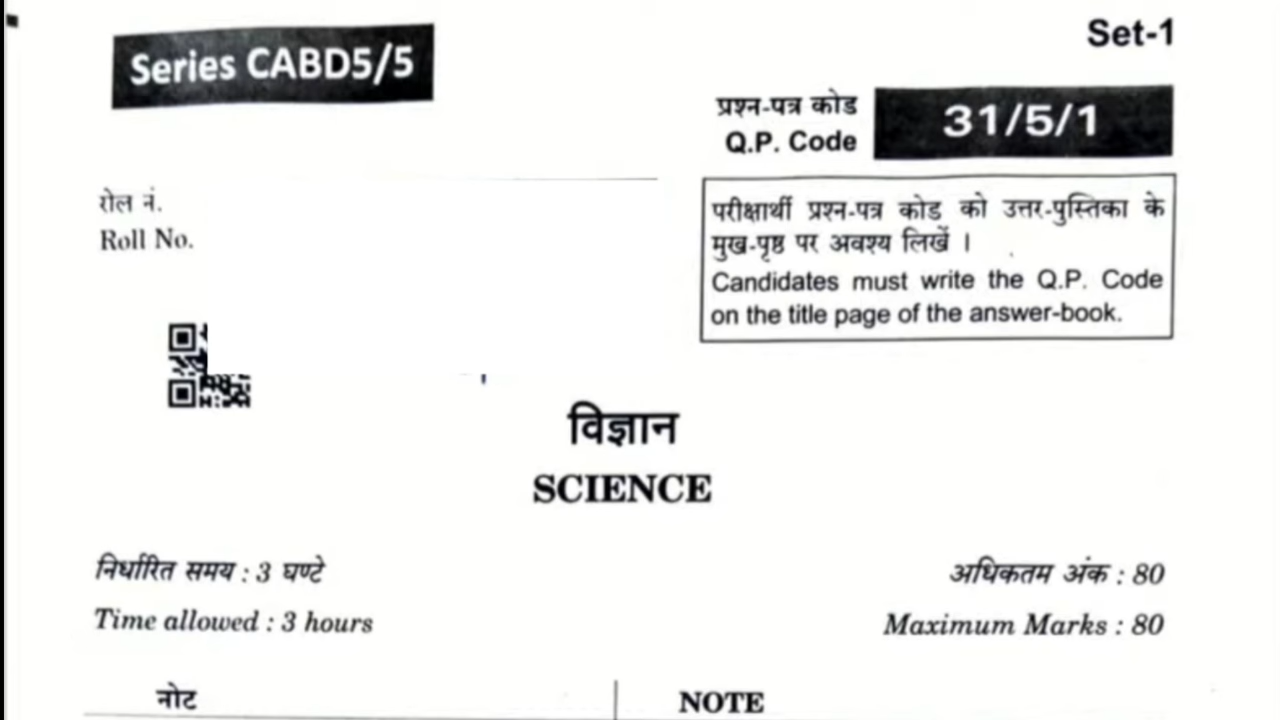 Series CABD5/5
Set-1
प्रश्न-पत्र कोड
Q.P. Code
31/5/1
रोल नं.
Roll No.
परीक्षार्थी प्रश्न-पत्र कोड को उत्तर-पुस्तिका के
मुख-पृष्ठ पर अवश्य लिखें ।
Candidates must write the Q.P. Code
on the title page of the answer-book.
विज्ञान
SCIENCE
निर्धारित समय : 3 घण्टे
अधिकतम अंक : 80
Time allowed : 3 hours
Maximum Marks : 80
नोट
NOTE